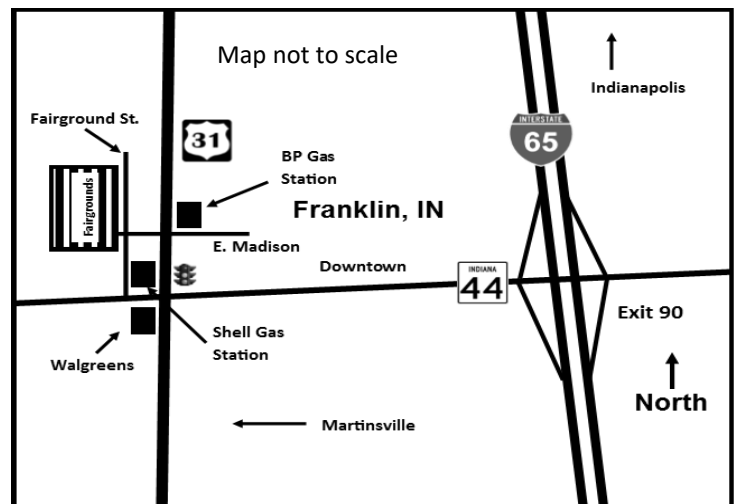 Map not to scale
Indianapolis
Fairground St.
31
INTERSTATE
65
BP Gas
Station
Fairgrounds
Franklin, IN
E. Madison
Downtown
INDIANA
44
Exit 90
Shell Gas
Station
Walgreens
North
Martinsville